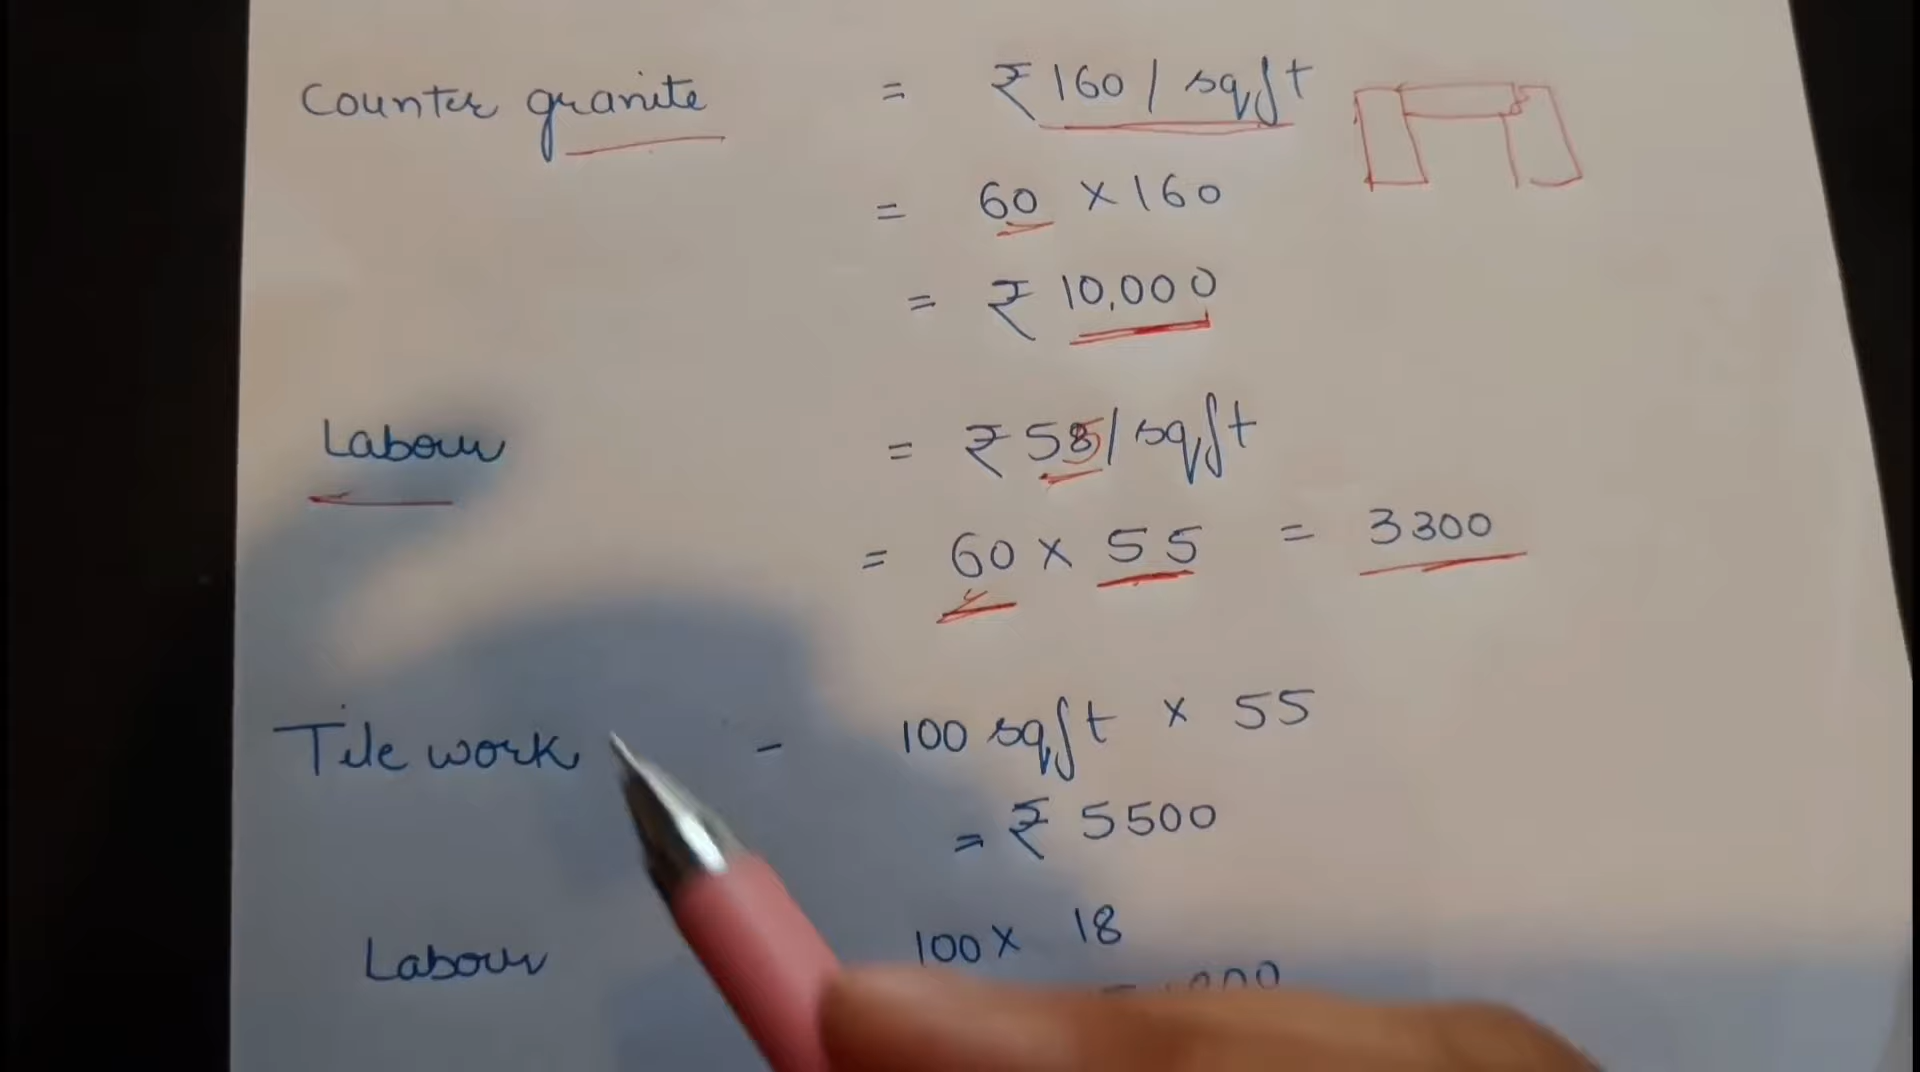 Counter granite = ₹ 160 / sqft
= 60 × 160
= ₹ 10,000
Labour = ₹ 55/sqft
= 60 × 55 = 3300
Tile work - 100 sqft × 55
= ₹ 5500
Labour 100 × 18